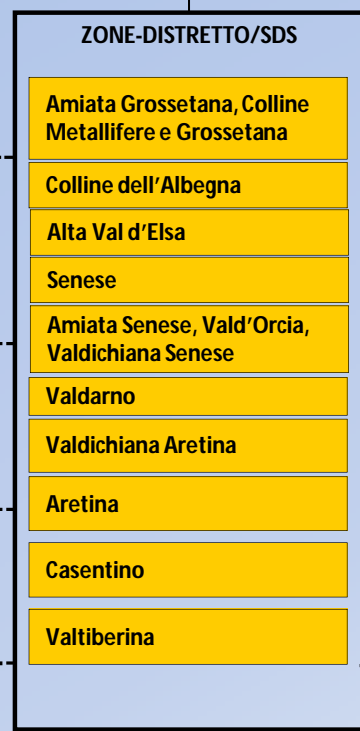 ZONE-DISTRETTO/SDS
Amiata Grossetana, Colline
Metallifere e Grossetana
Colline dell'Albegna
Alta Val d'Elsa
Senese
Amiata Senese, Vald'Orcia,
Valdichiana Senese
Valdarno
Valdichiana Aretina
Aretina
Casentino
Valtiberina